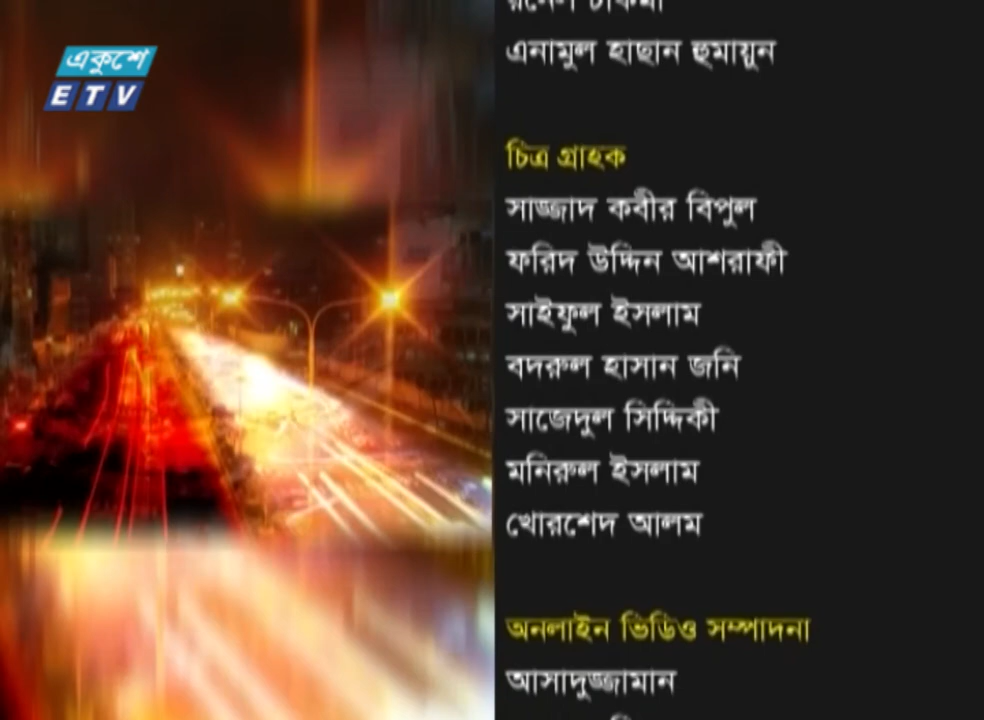 একুশে
ETV
এনামুল হাছান হুমায়ুন
চিত্র গ্রাহক
সাজ্জাদ কবীর বিপুল
ফরিদ উদ্দিন আশরাফী
সাইফুল ইসলাম
বদরুল হাসান জনি
সাজেদুল সিদ্দিকী
মনিরুল ইসলাম
খোরশেদ আলম
অনলাইন ভিডিও সম্পাদনা
আসাদুজ্জামান